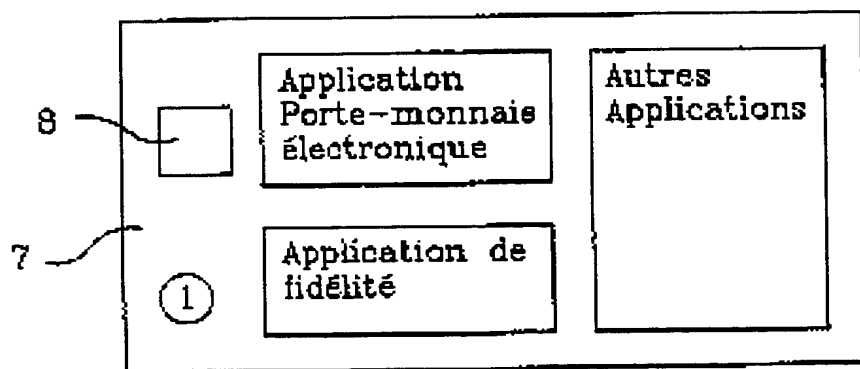 8
7
1
Application
Porte-monnaie
électronique
Application de
fidélité
Autres
Applications